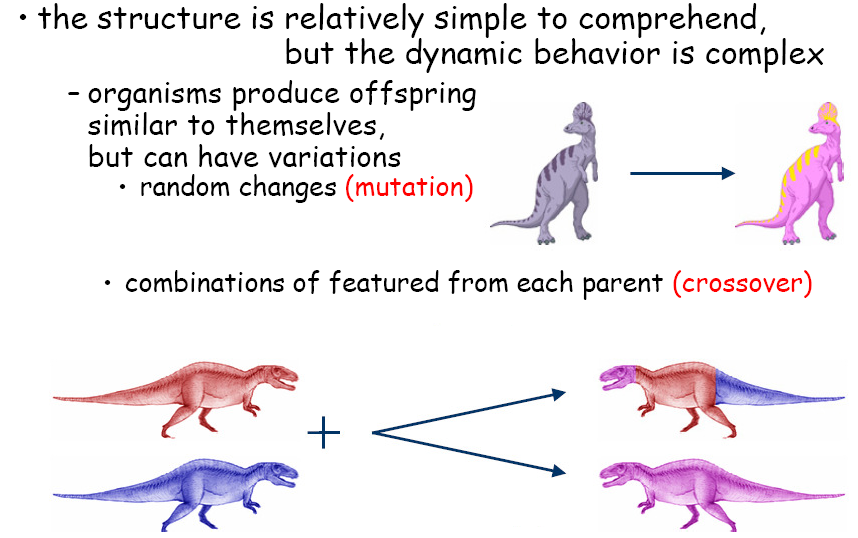 • the structure is relatively simple to comprehend,
but the dynamic behavior is complex
– organisms produce offspring
similar to themselves,
but can have variations
• random changes (mutation)
• combinations of featured from each parent (crossover)
+